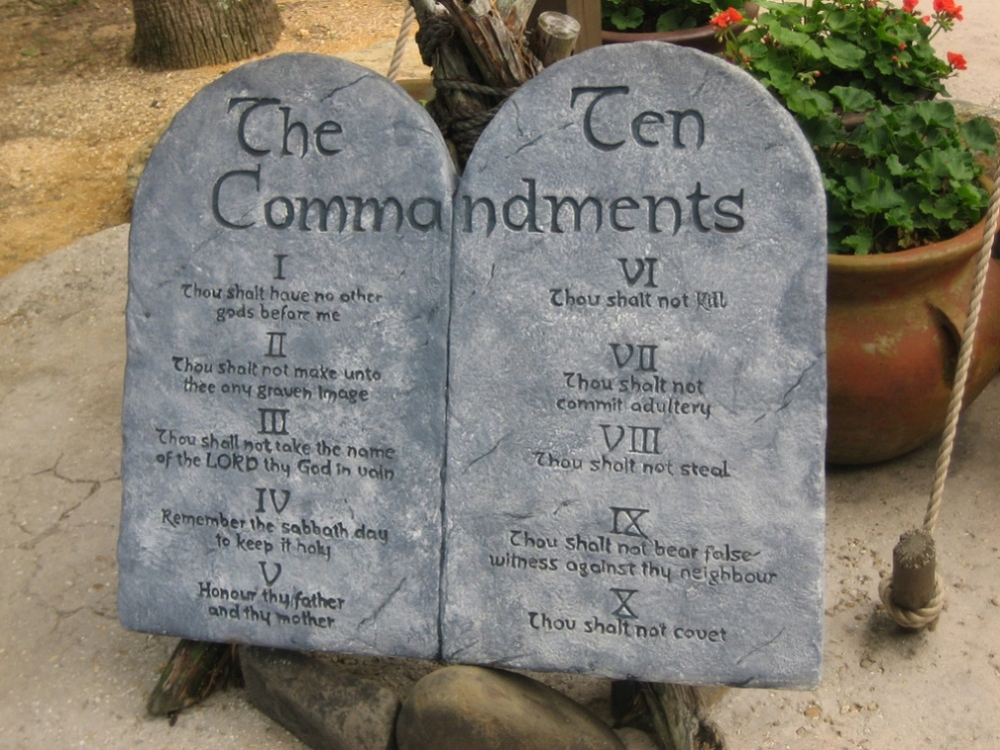 The Ten
Commandments
I
Thou shalt have no other
gods before me
II
Thou shalt not make unto
thee any graven image
III
Thou shall not take the name
of the LORD thy God in vain
IV
Remember the sabbath day
to keep it holy
V
Honour thy father
and thy mother
VI
Thou shalt not kill
VII
Thou shalt not
commit adultery
VIII
Thou shalt not steal
IX
Thou shalt not bear false
witness against thy neighbour
X
Thou shalt not covet